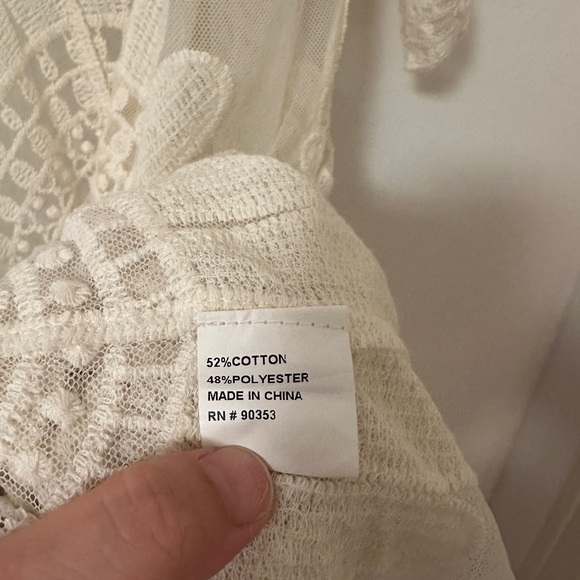 52%COTTON
48%POLYESTER
MADE IN CHINA
RN # 90353